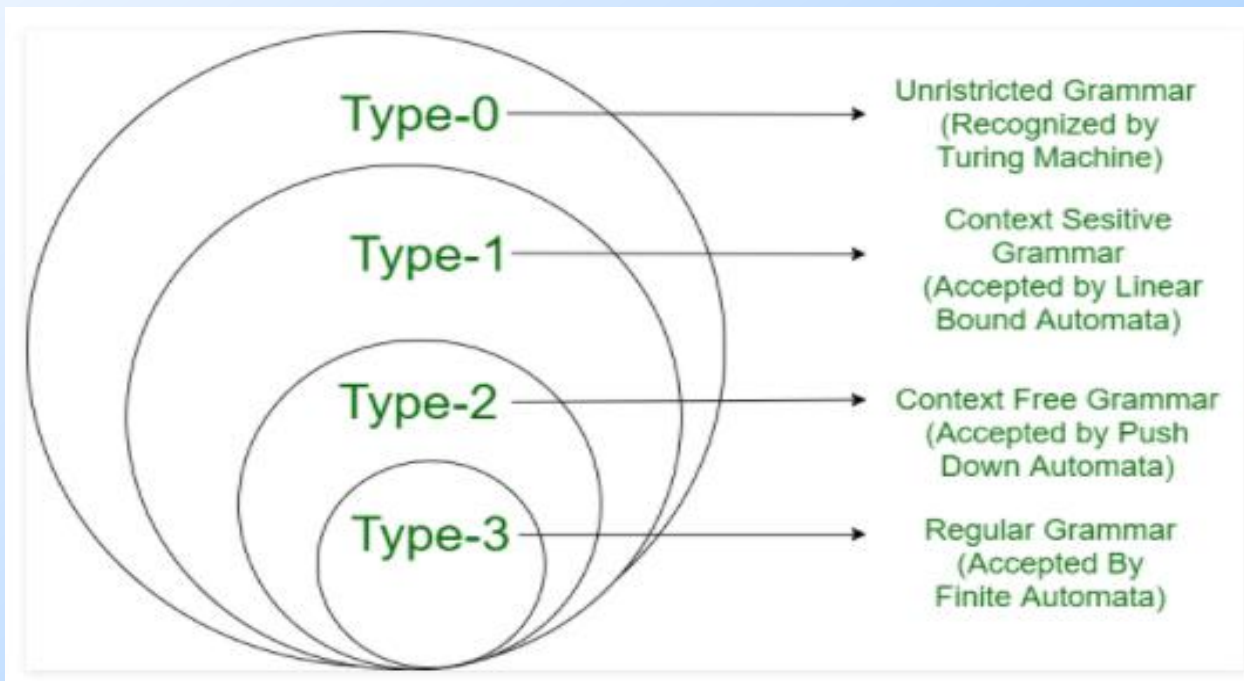 Type-0
Unristricted Grammar
(Recognized by
Turing Machine)
Type-1
Context Sesitive
Grammar
(Accepted by Linear
Bound Automata)
Type-2
Context Free Grammar
(Accepted by Push
Down Automata)
Type-3
Regular Grammar
(Accepted By
Finite Automata)